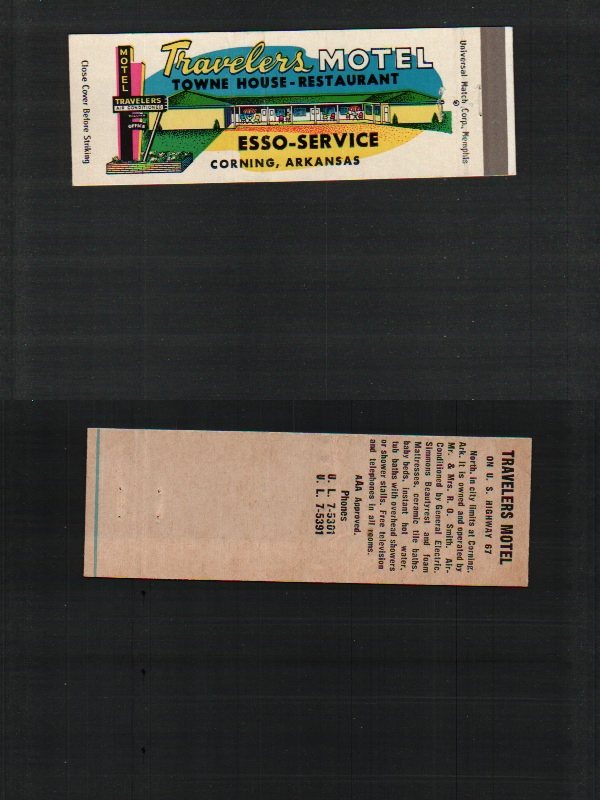 Travelers MOTEL
TOWNE HOUSE-RESTAURANT
MOTEL
TRAVELERS
AIR CONDITIONED
OFFICE
ESSO-SERVICE
CORNING, ARKANSAS
Close Cover Before Striking
Universal Match Corp., Memphis
TRAVELERS MOTEL
ON U. S. HIGHWAY 67
North, in city limits at Corning,
Ark. It is owned and operated by
Mr. & Mrs. R. O. Smith. Air-
Conditioned by General Electric.
Simmons Beautyrest and foam
Mattresses, ceramic tile baths,
baby beds, instant hot water,
tub baths with overhead showers
or shower stalls. Free television
and telephones in all rooms.
AAA Approved.
Phones
U. L. 7-5301
U. L. 7-5391